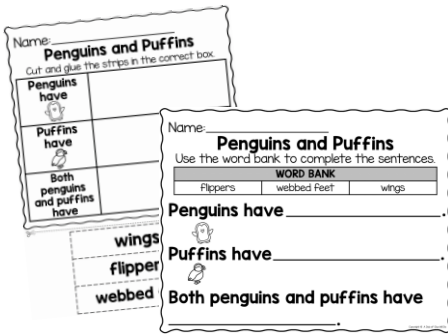 Name:
Penguins and Puffins
Cut and glue the strips in the correct box.
Penguins
have
Puffins
have
Both
penguins
and puffins
have
wings
flipper
webbed
Name:
Penguins and Puffins
Use the word bank to complete the sentences.
WORD BANK
flippers webbed feet wings
Penguins have .
Puffins have .
Both penguins and puffins have
.